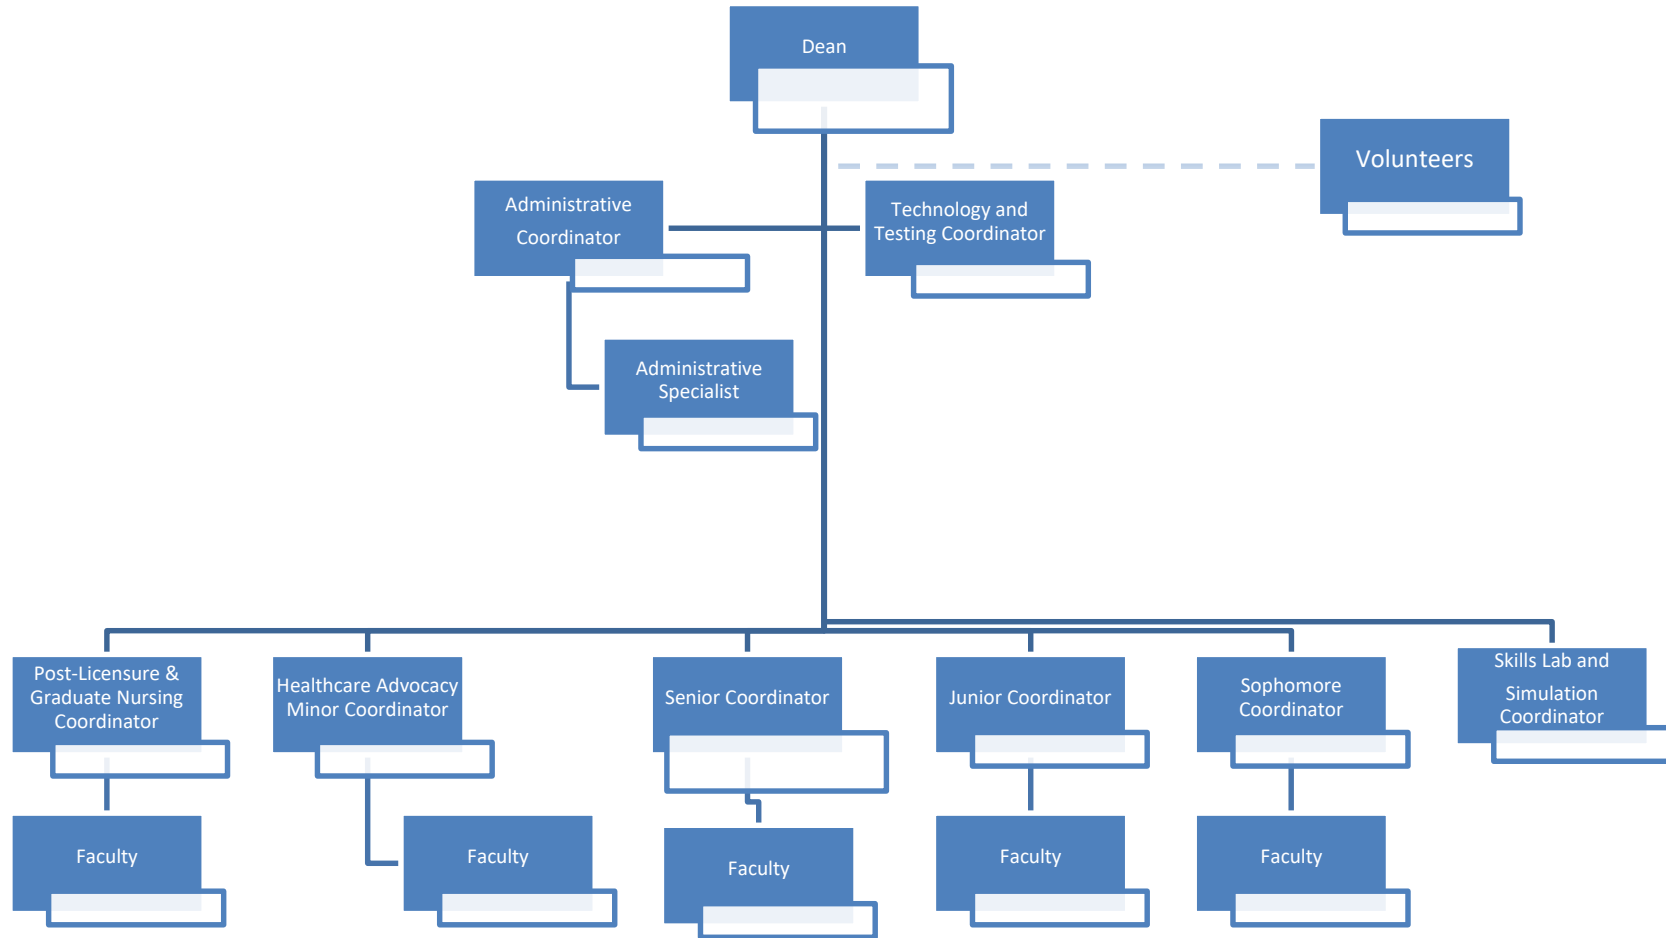 Dean
Volunteers
Administrative
Coordinator
Technology and
Testing Coordinator
Administrative
Specialist
Post-Licensure &
Graduate Nursing
Coordinator
Healthcare Advocacy
Minor Coordinator
Senior Coordinator
Junior Coordinator
Sophomore
Coordinator
Skills Lab and
Simulation
Coordinator
Faculty
Faculty
Faculty
Faculty
Faculty